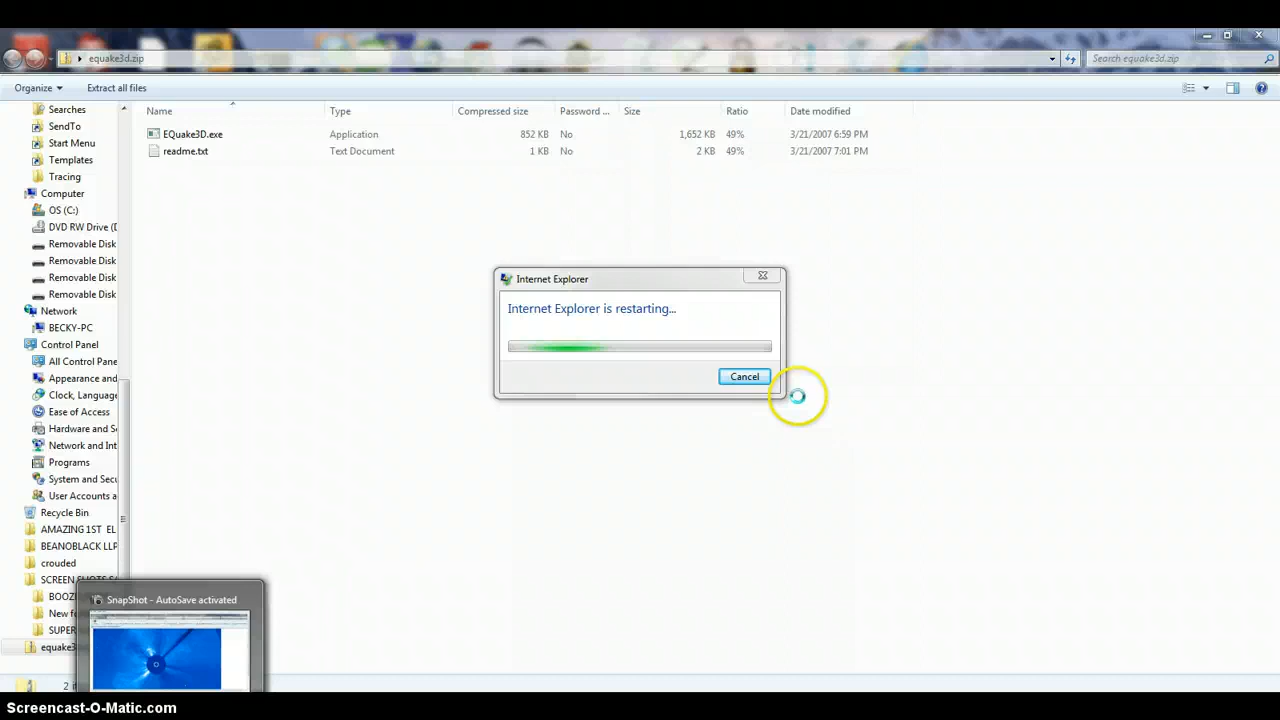 equake3d.zip
Search equake3d.zip
Organize
Extract all files
Name Type Compressed size Password ... Size Ratio Date modified
EQuake3D.exe Application 852 KB No 1,652 KB 49% 3/21/2007 6:59 PM
readme.txt Text Document 1 KB No 2 KB 49% 3/21/2007 7:01 PM
Searches
SendTo
Start Menu
Templates
Tracing
Computer
OS (C:)
DVD RW Drive (
Removable Disk
Removable Disk
Removable Disk
Removable Disk
Network
BECKY-PC
Control Panel
All Control Pane
Appearance and
Clock, Language
Ease of Access
Hardware and S
Network and Int
Programs
System and Secu
User Accounts a
Recycle Bin
AMAZING 1ST EL
BEANOBLACK LLP
crouded
SCREEN SHOTS
BOOZ
New f
SUPER
equake3
2 i
Internet Explorer
Internet Explorer is restarting...
Cancel
SnapShot - AutoSave activated
Screencast-O-Matic.com